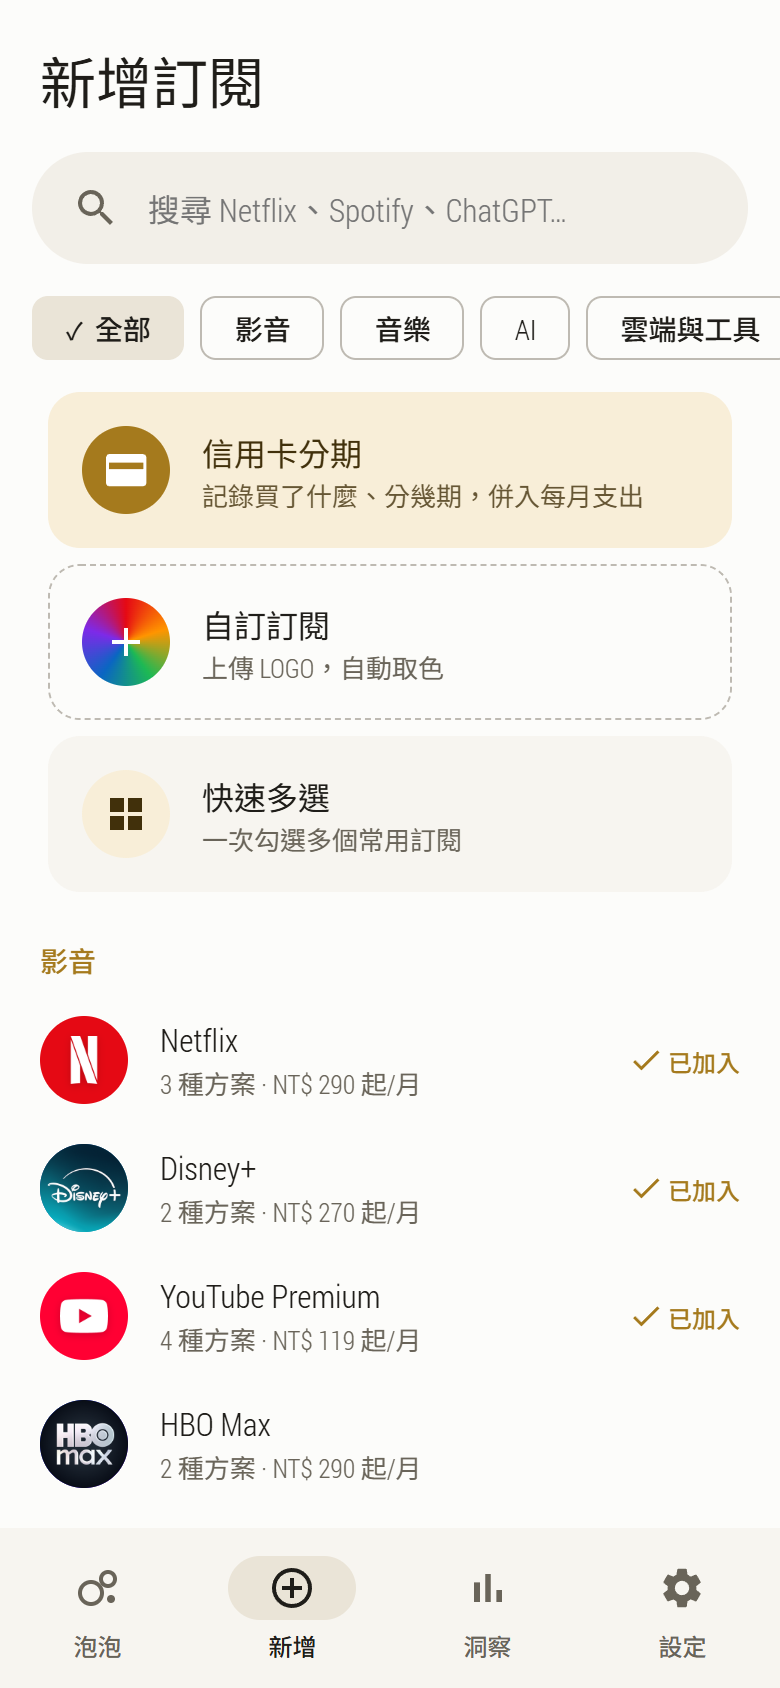 新增訂閱
搜尋 Netflix、Spotify、ChatGPT...
✓ 全部
影音
音樂
AI
雲端與工具
信用卡分期
記錄買了什麼、分幾期，併入每月支出
自訂訂閱
上傳 LOGO，自動取色
快速多選
一次勾選多個常用訂閱
影音
N
Netflix
3 種方案 · NT$ 290 起/月
✓ 已加入
Disney+
Disney+
2 種方案 · NT$ 270 起/月
✓ 已加入
YouTube Premium
4 種方案 · NT$ 119 起/月
✓ 已加入
HBO
max
HBO Max
2 種方案 · NT$ 290 起/月
泡泡
新增
洞察
設定